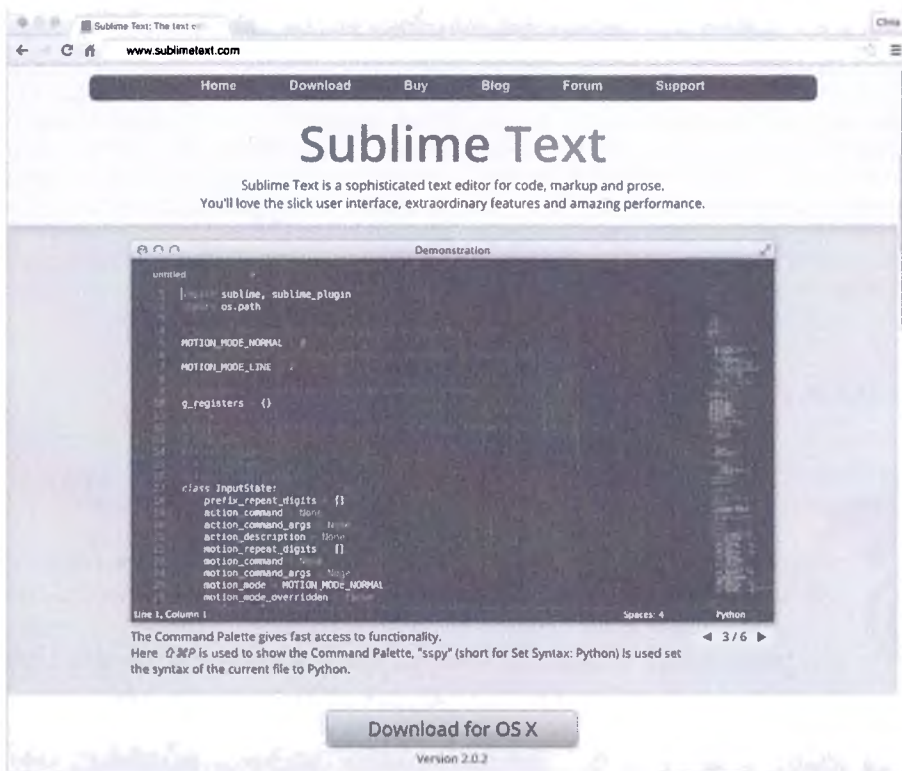 Sublime Text: The text
www.sublimetext.com
Home Download Buy Blog Forum Support
Sublime Text
Sublime Text is a sophisticated text editor for code, markup and prose.
You'll love the slick user interface, extraordinary features and amazing performance.
Demonstration
untitled
sublime, sublime_plugin
os.path
MOTION_MODE_NORMAL
MOTION_MODE_LINE
g_registers {}
class InputState:
prefix_repeat_digits {}
action_command None
action_command_args None
action_description None
motion_repeat_digits []
motion_command
motion_command_args None
motion_mode MOTION_MODE_NORMAL
motion_mode_overridden
Line 1, Column 1 Spaces: 4 Python
The Command Palette gives fast access to functionality. ◀ 3/6 ▶
Here ⇧⌘P is used to show the Command Palette, "sspy" (short for Set Syntax: Python) is used set
the syntax of the current file to Python.
Download for OS X
Version 2.0.2